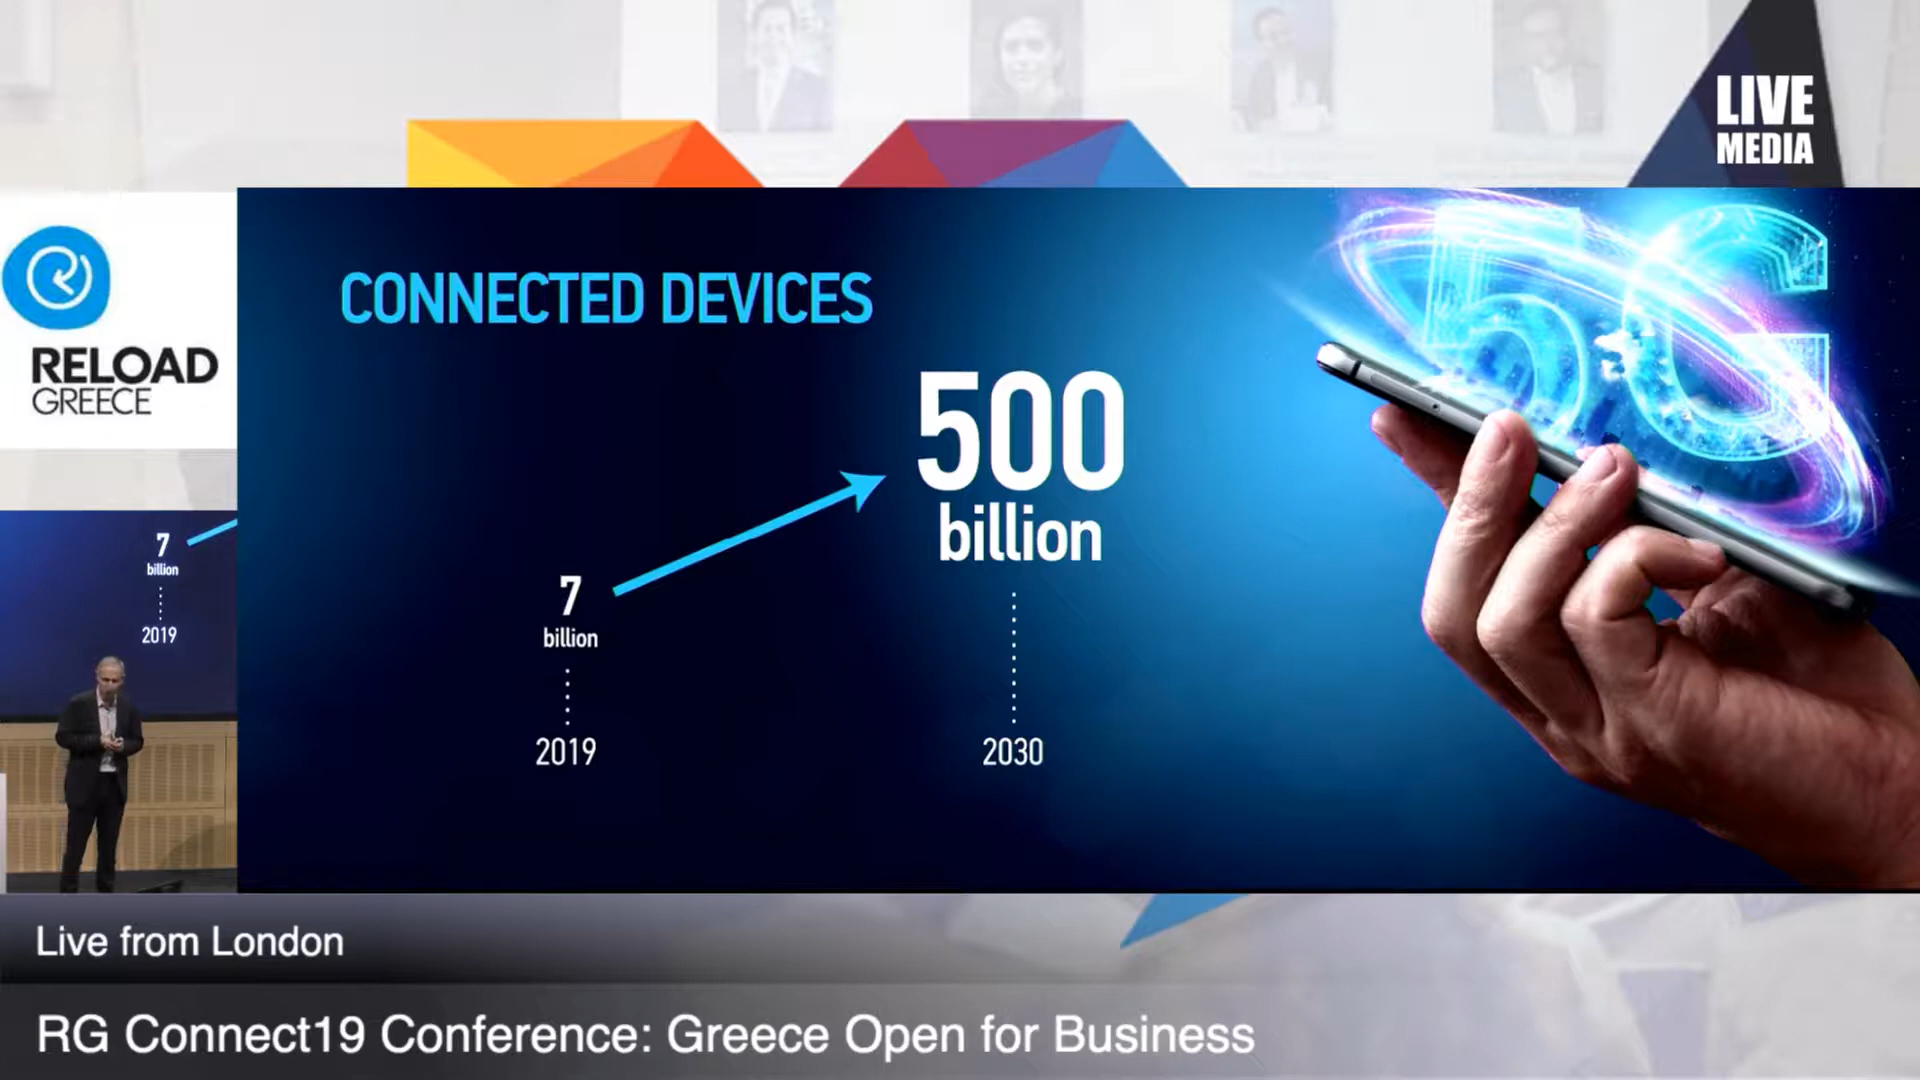 LIVE
MEDIA
RELOAD
GREECE
CONNECTED DEVICES
5G
500
billion
7
billion
2019
2030
7
billion
2019
Live from London
RG Connect19 Conference: Greece Open for Business